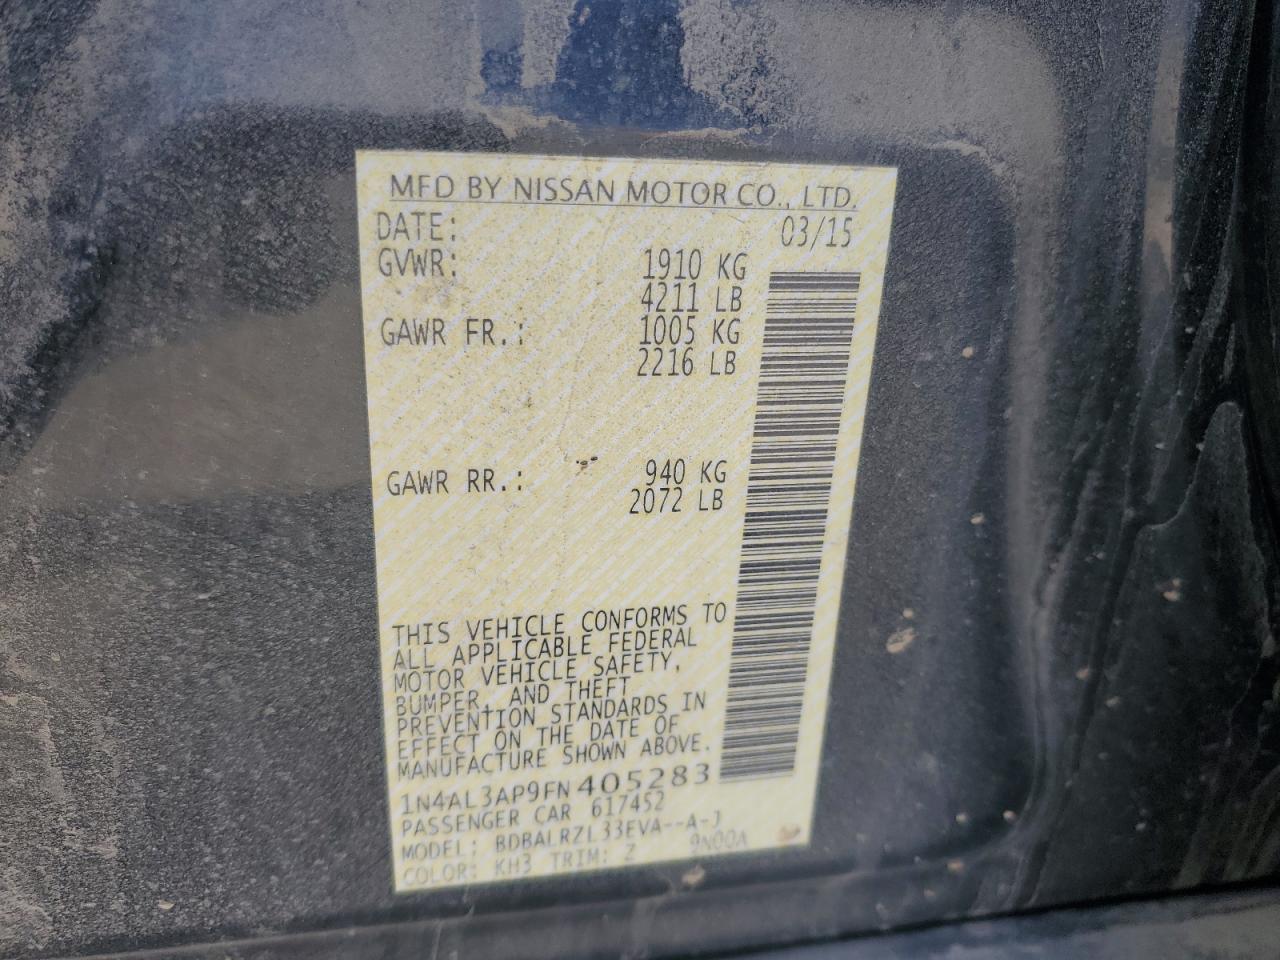 MFD BY NISSAN MOTOR CO., LTD.
DATE: 03/15
GVWR: 1910 KG
4211 LB
GAWR FR.: 1005 KG
2216 LB
GAWR RR.: 940 KG
2072 LB
THIS VEHICLE CONFORMS TO
ALL APPLICABLE FEDERAL
MOTOR VEHICLE SAFETY,
BUMPER, AND THEFT
PREVENTION STANDARDS IN
EFFECT ON THE DATE OF
MANUFACTURE SHOWN ABOVE.
1N4AL3AP9FN405283
PASSENGER CAR 617452
MODEL: BDBALRZL33EVA--A-J
COLOR: KH3 TRIM: Z 9N00A